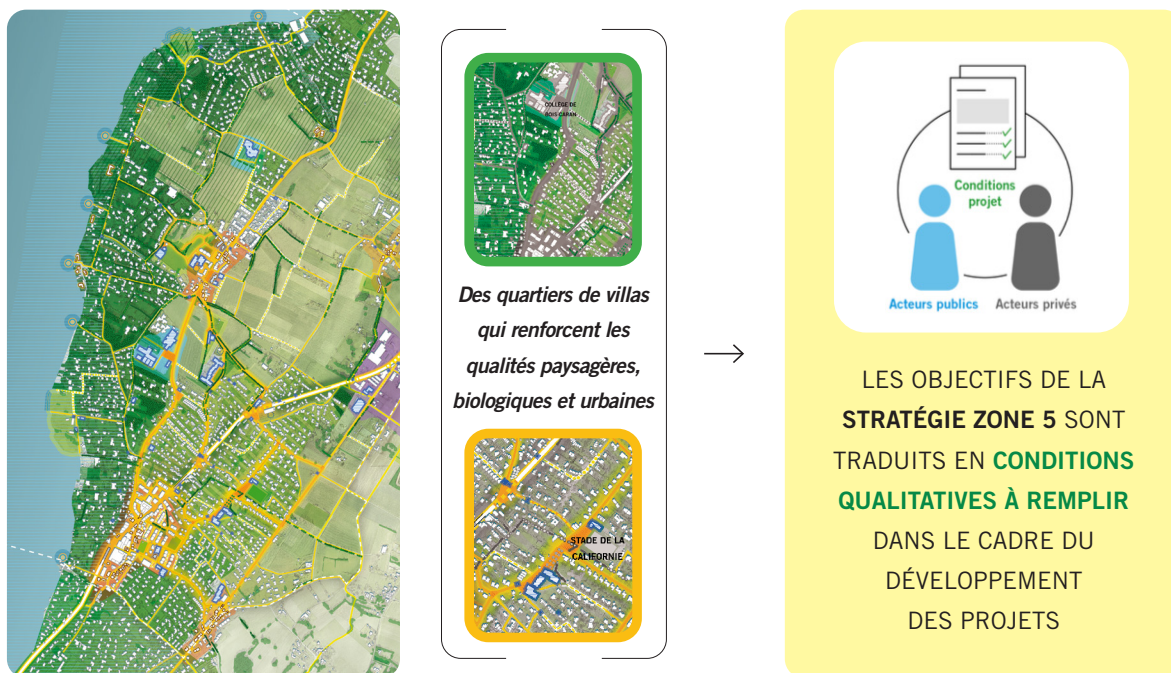 COLLÈGE DE
BOIS-CARAN
Des quartiers de villas
qui renforcent les
qualités paysagères,
biologiques et urbaines
STADE DE LA
CALIFORNIE
Conditions
projet
Acteurs publics
Acteurs privés
LES OBJECTIFS DE LA
STRATÉGIE ZONE 5 SONT
TRADUITS EN CONDITIONS
QUALITATIVES À REMPLIR
DANS LE CADRE DU
DÉVELOPPEMENT
DES PROJETS